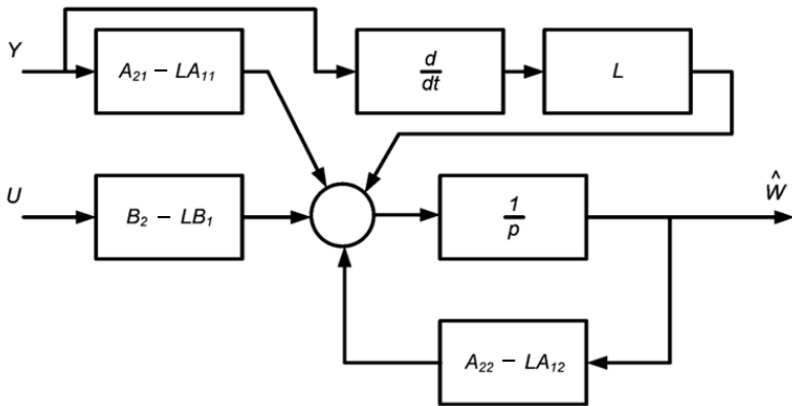 Y
A₂₁ – LA₁₁
d
dt
L
U
B₂ – LB₁
1
p
Ŵ
A₂₂ – LA₁₂